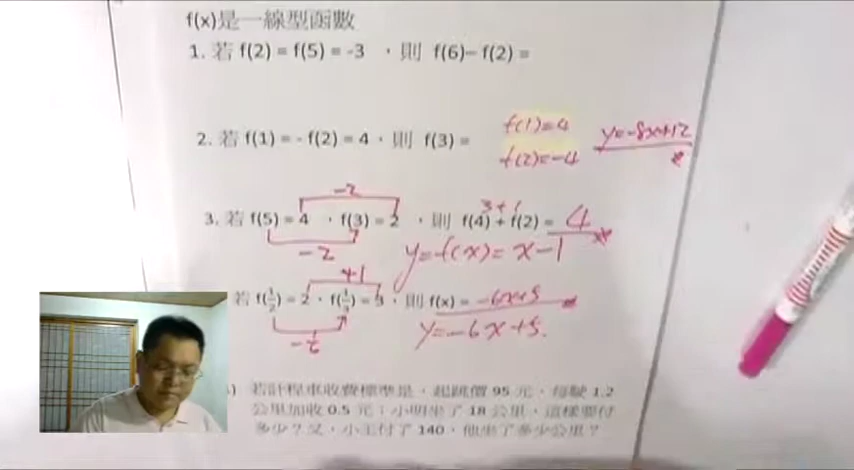 f(x)是一線型函數
1. 若 f(2) = f(5) = -3 ，則 f(6)- f(2) =
f(1)=4
y=-8x+12
2. 若 f(1) = - f(2) = 4，則 f(3) =
f(2)=-4
-2
3+1
3. 若 f(5) = 4 ，f(3) = 2 ，則 f(4) + f(2) = 4
-2
y=f(x)=x-1
+1
若 f(1/2) = 2，f(1/3) = 3，則 f(x) = -6x+5
-1/6
y=-6x+5.
) 若計程車收費標準是，起跳價 95 元，每駛 1.2
公里加收 0.5 元；小明坐了 18 公里，這樣要付
多少？又，小王付了 140，他坐了多少公里？